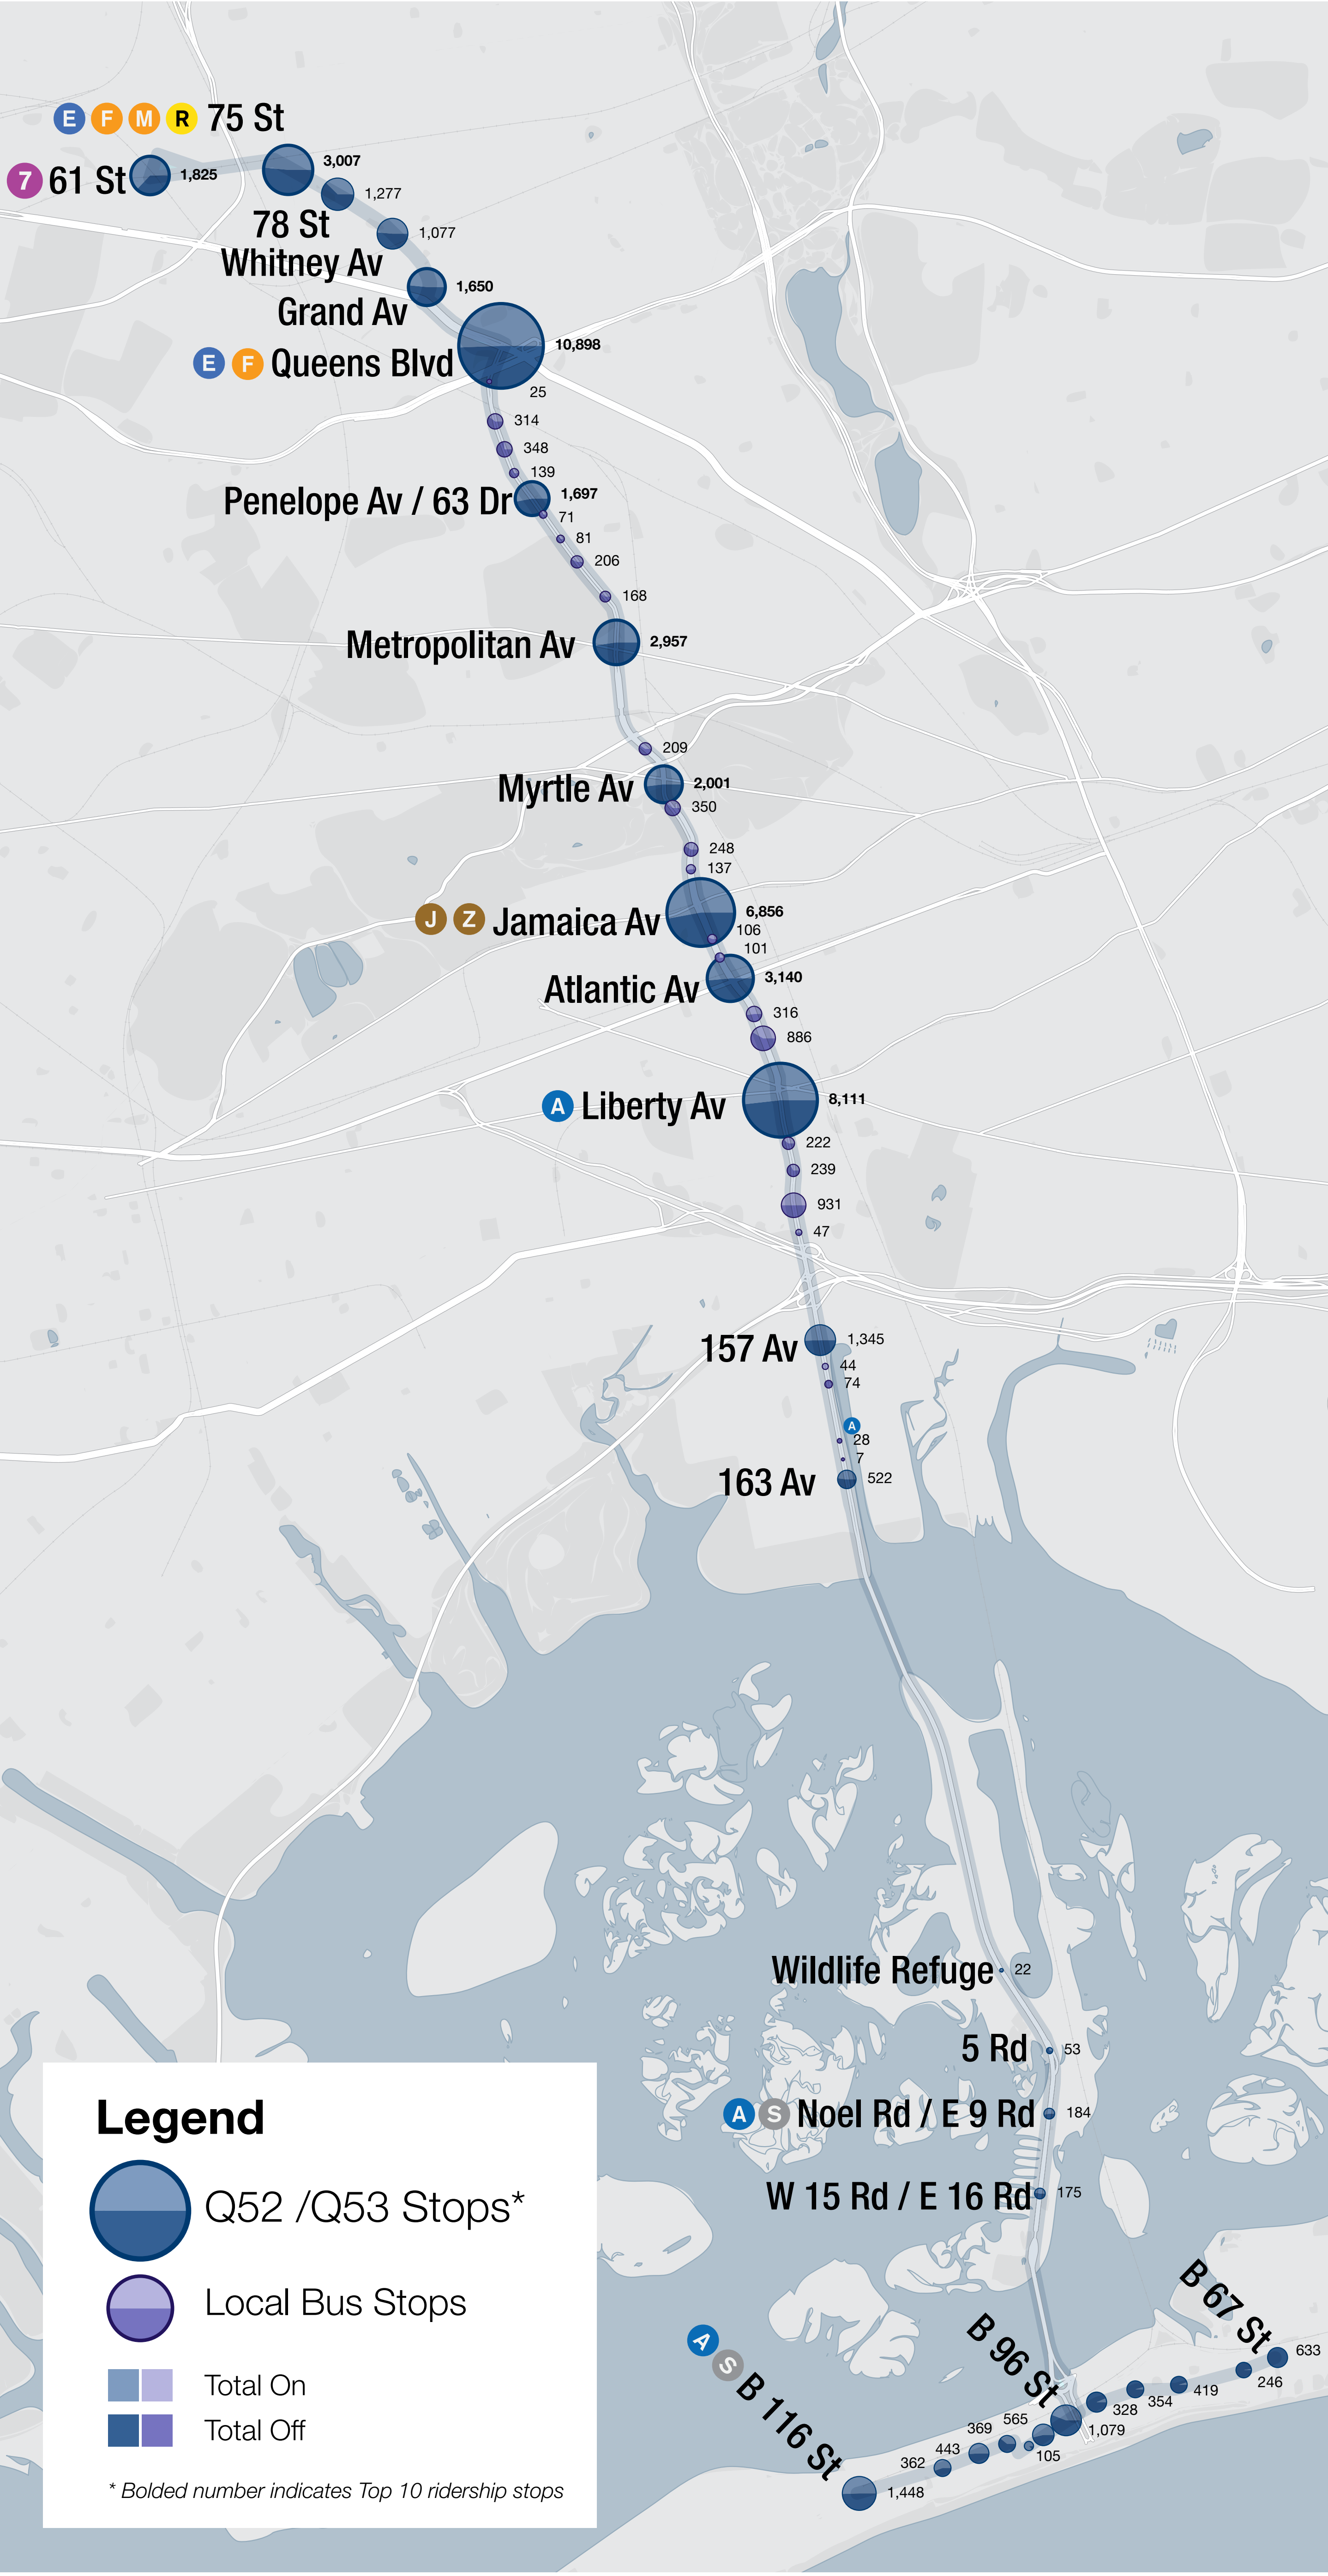 E F M R 75 St
7 61 St 1,825
3,007
1,277
78 St
1,077
Whitney Av
1,650
Grand Av
10,898
E F Queens Blvd
25
314
348
139
Penelope Av / 63 Dr 1,697
71
81
206
168
Metropolitan Av 2,957
209
Myrtle Av 2,001
350
248
137
J Z Jamaica Av 6,856
106
101
Atlantic Av 3,140
316
886
A Liberty Av 8,111
222
239
931
47
157 Av 1,345
44
74
A
28
7
163 Av 522
Wildlife Refuge 22
5 Rd 53
A S Noel Rd / E 9 Rd 184
W 15 Rd / E 16 Rd 175
B 67 St
633
246
419
354
328
B 96 St
1,079
105
565
369
443
362
A S B 116 St
1,448
Legend
Q52 /Q53 Stops*
Local Bus Stops
Total On
Total Off
* Bolded number indicates Top 10 ridership stops